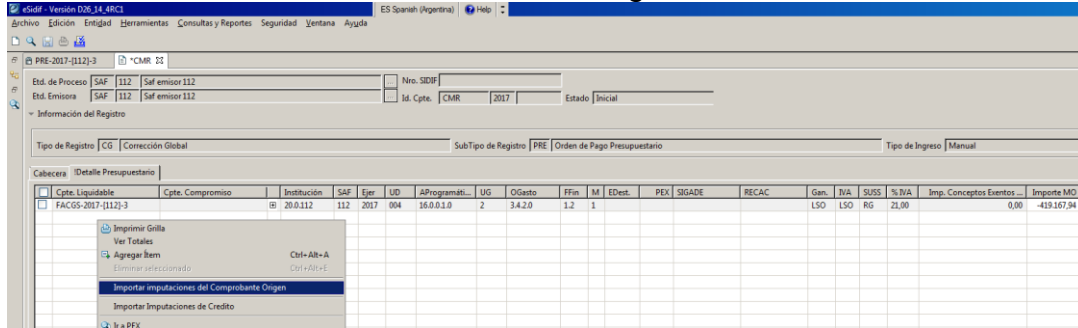 eSidif - Versión D26_14_4RC1
ES Spanish (Argentina) Help
Archivo Edición Entidad Herramientas Consultas y Reportes Seguridad Ventana Ayuda
PRE-2017-[112]-3 *CMR
Etd. de Proceso SAF 112 Saf emisor 112 ... Nro. SIDIF
Etd. Emisora SAF 112 Saf emisor 112 ... Id. Cpte. CMR 2017 Estado Inicial
Información del Registro
Tipo de Registro CG Corrección Global SubTipo de Registro PRE Orden de Pago Presupuestario Tipo de Ingreso Manual
Cabecera !Detalle Presupuestario
Cpte. Liquidable Cpte. Compromiso Institución SAF Ejer UD AProgramáti... UG OGasto FFin M EDest. PEX SIGADE RECAC Gan. IVA SUSS % IVA Imp. Conceptos Exentos ... Importe MO
FACGS-2017-[112]-3 20.0.112 112 2017 004 16.0.0.1.0 2 3.4.2.0 1.2 1 LSO LSO RG 21,00 0,00 -419.167,94
Imprimir Grilla
Ver Totales
Agregar Ítem Ctrl+Alt+A
Eliminar seleccionado Ctrl+Alt+E
Importar imputaciones del Comprobante Origen
Importar Imputaciones de Credito
Ir a PEX